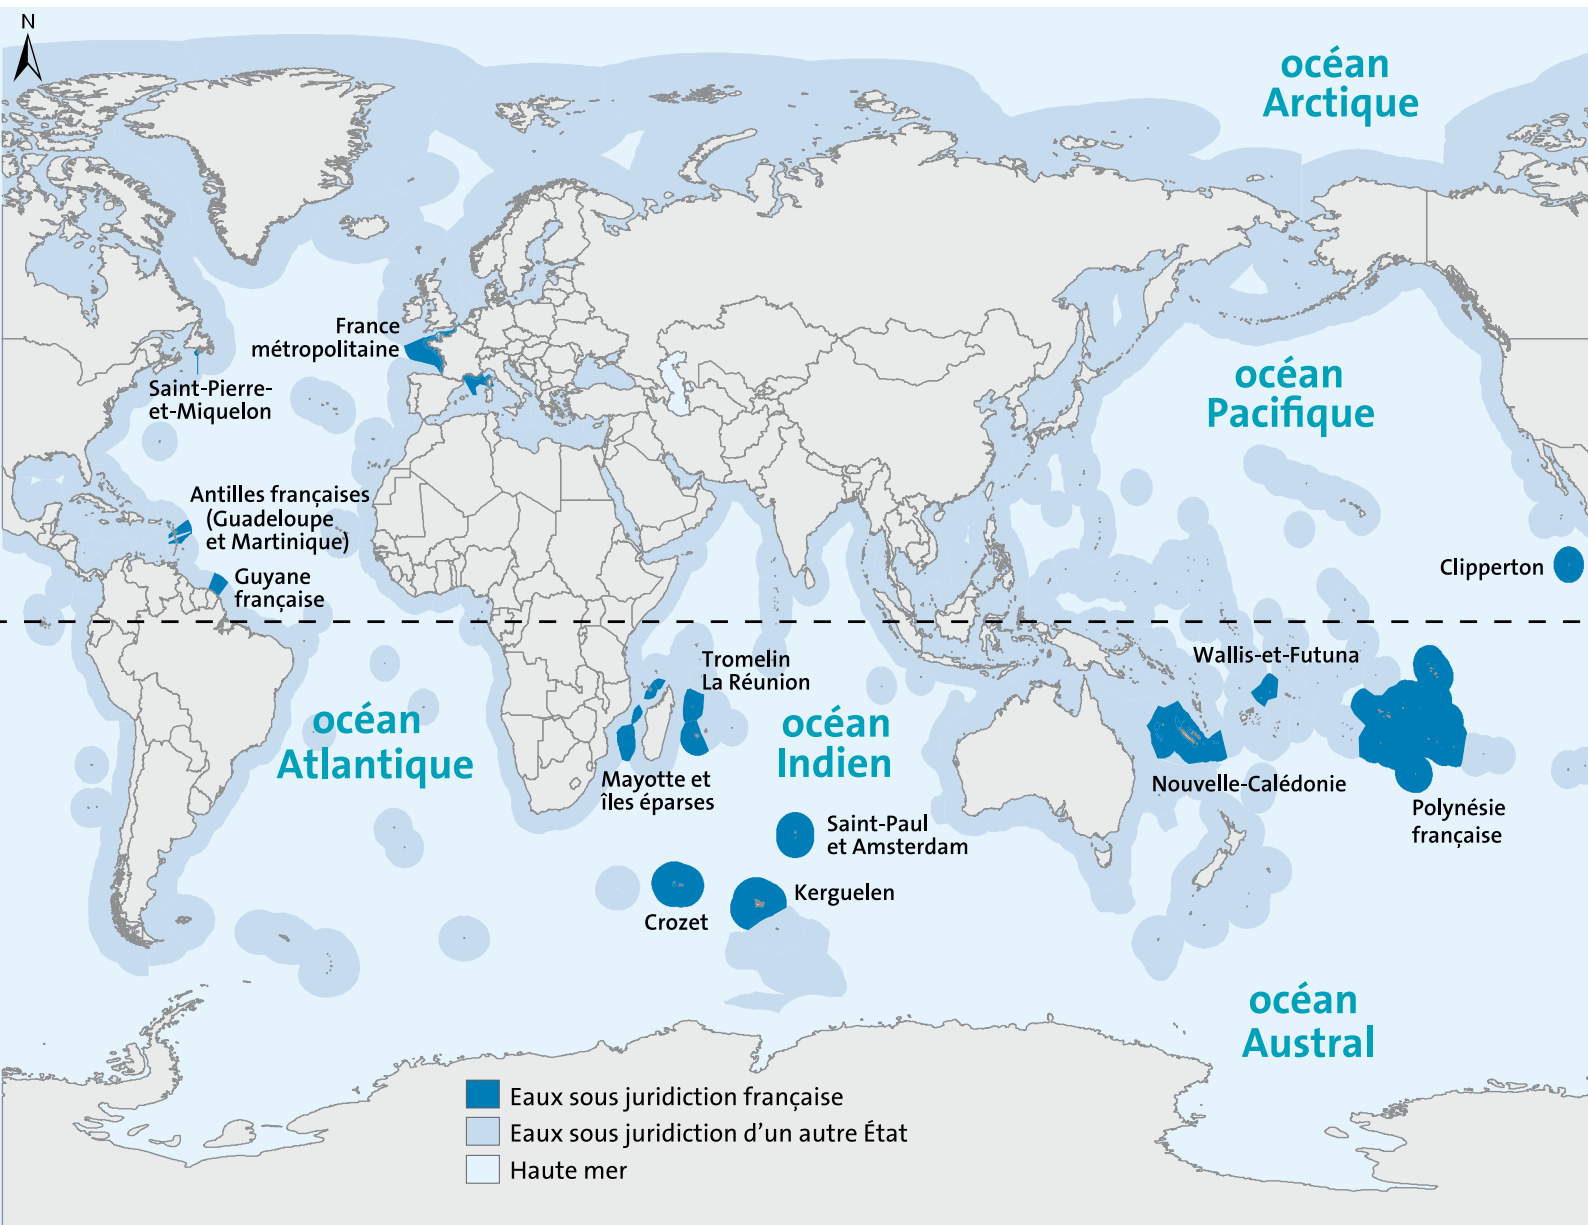 N
océan
Arctique
France
métropolitaine
Saint-Pierre-
et-Miquelon
océan
Pacifique
Antilles françaises
(Guadeloupe
et Martinique)
Guyane
française
Clipperton
Tromelin
La Réunion
Wallis-et-Futuna
océan
Atlantique
océan
Indien
Mayotte et
îles éparses
Nouvelle-Calédonie
Polynésie
française
Saint-Paul
et Amsterdam
Kerguelen
Crozet
océan
Austral
Eaux sous juridiction française
Eaux sous juridiction d'un autre État
Haute mer